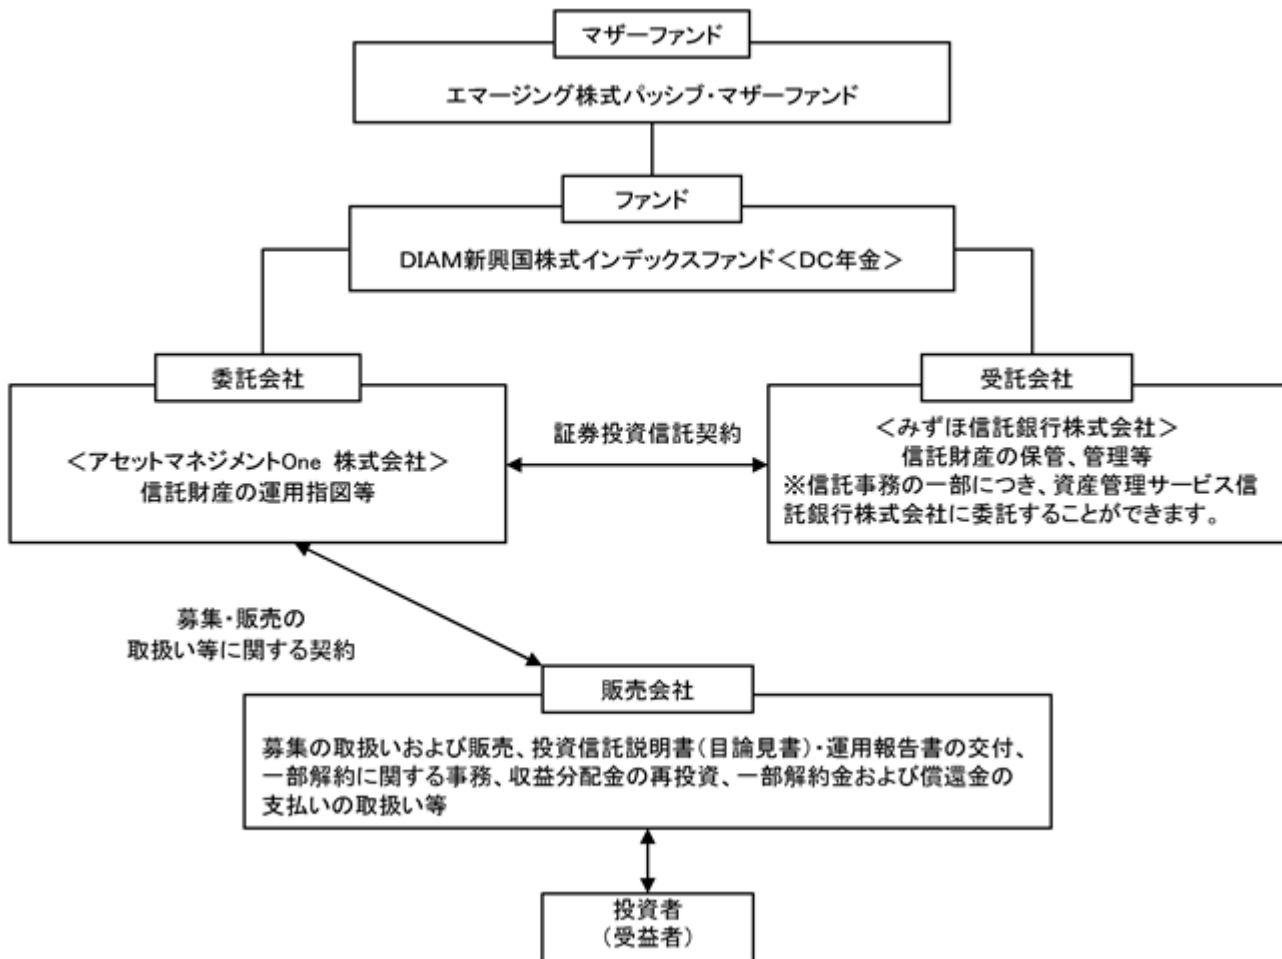 マザーファンド
エマージング株式パッシブ・マザーファンド
ファンド
DIAM新興国株式インデックスファンド＜DC年金＞
委託会社
＜アセットマネジメントOne 株式会社＞
信託財産の運用指図等
証券投資信託契約
受託会社
＜みずほ信託銀行株式会社＞
信託財産の保管、管理等
※信託事務の一部につき、資産管理サービス信
託銀行株式会社に委託することができます。
募集・販売の
取扱い等に関する契約
販売会社
募集の取扱いおよび販売、投資信託説明書（目論見書）・運用報告書の交付、
一部解約に関する事務、収益分配金の再投資、一部解約金および償還金の
支払いの取扱い等
投資者
（受益者）